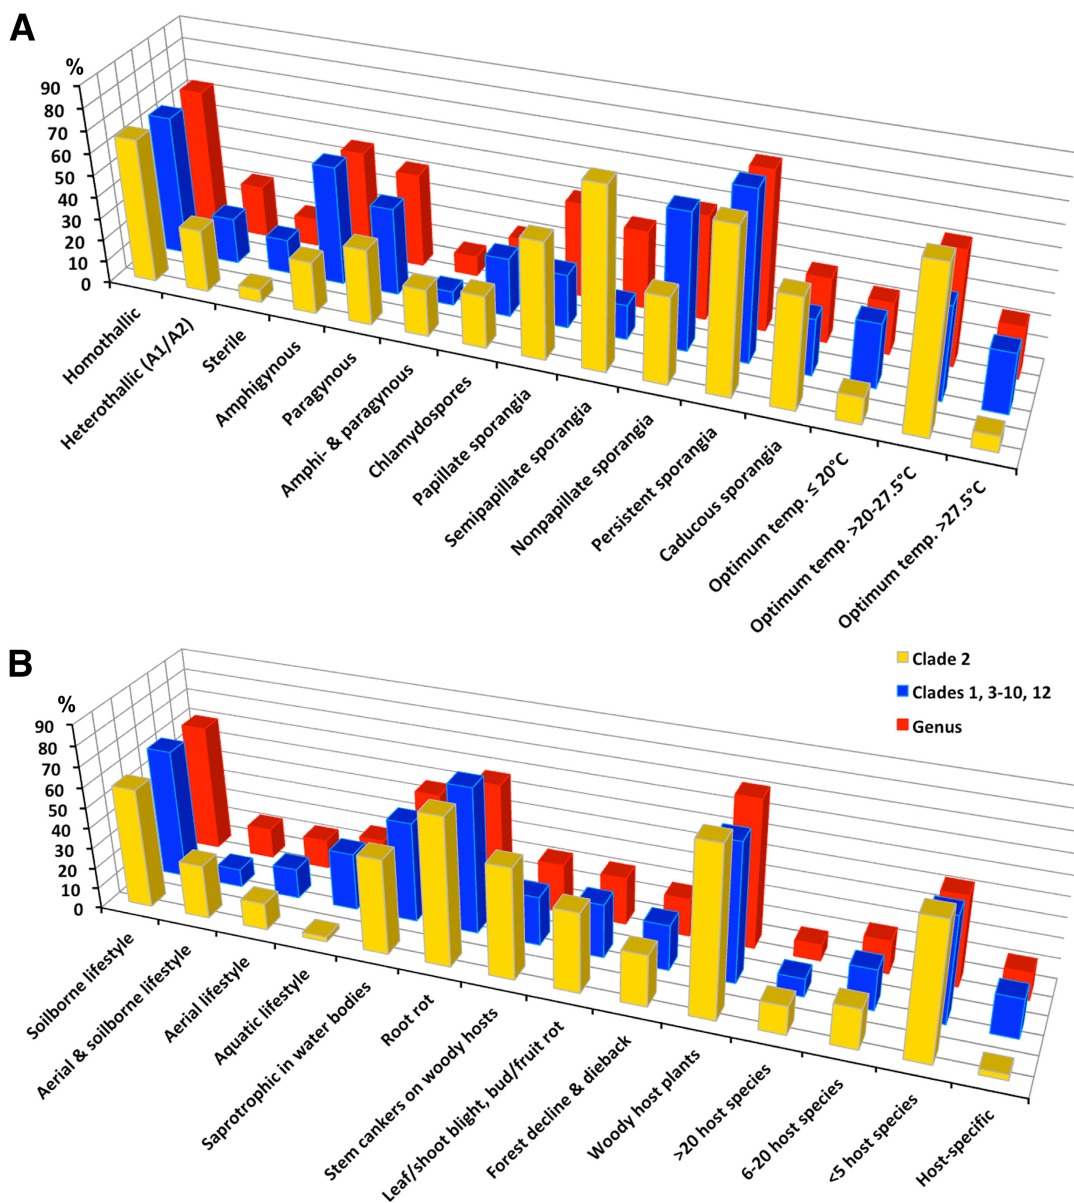 A
%
90
80
70
60
50
40
30
20
10
0
Homothallic
Heterothallic (A1/A2)
Sterile
Amphigynous
Paragynous
Amphi- & paragynous
Chlamydospores
Papillate sporangia
Semipapillate sporangia
Nonpapillate sporangia
Persistent sporangia
Caducous sporangia
Optimum temp. ≤ 20°C
Optimum temp. >20-27.5°C
Optimum temp. >27.5°C
Clade 2
Clades 1, 3-10, 12
Genus
B
%
90
80
70
60
50
40
30
20
10
0
Soilborne lifestyle
Aerial & soilborne lifestyle
Aerial lifestyle
Aquatic lifestyle
Saprotrophic in water bodies
Root rot
Stem cankers on woody hosts
Leaf/shoot blight, bud/fruit rot
Forest decline & dieback
Woody host plants
>20 host species
6-20 host species
<5 host species
Host-specific